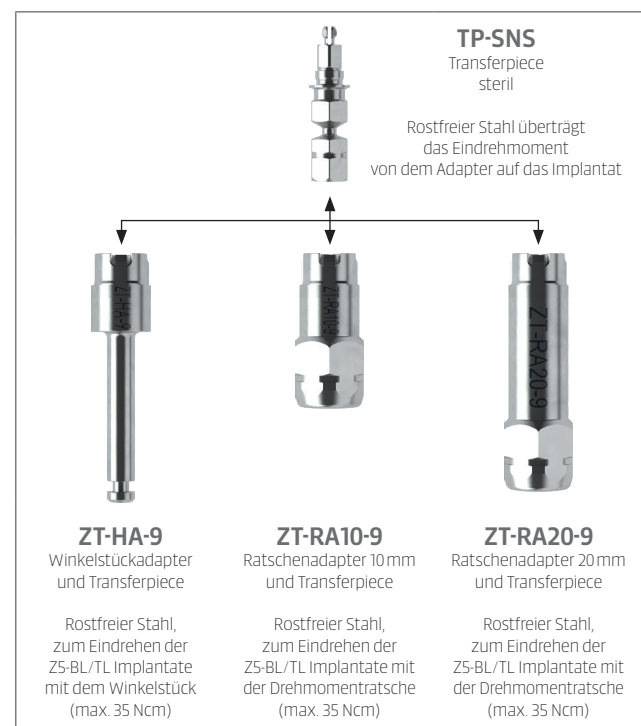 TP-SNS
Transferpiece
steril
Rostfreier Stahl überträgt
das Eindrehmoment
von dem Adapter auf das Implantat
ZT-HA-9
ZT-RA10-9
ZT-RA20-9
ZT-HA-9
Winkelstückadapter
und Transferpiece
Rostfreier Stahl,
zum Eindrehen der
Z5-BL/TL Implantate
mit dem Winkelstück
(max. 35 Ncm)
ZT-RA10-9
Ratschenadapter 10 mm
und Transferpiece
Rostfreier Stahl,
zum Eindrehen der
Z5-BL/TL Implantate mit
der Drehmomentratsche
(max. 35 Ncm)
ZT-RA20-9
Ratschenadapter 20 mm
und Transferpiece
Rostfreier Stahl,
zum Eindrehen der
Z5-BL/TL Implantate mit
der Drehmomentratsche
(max. 35 Ncm)